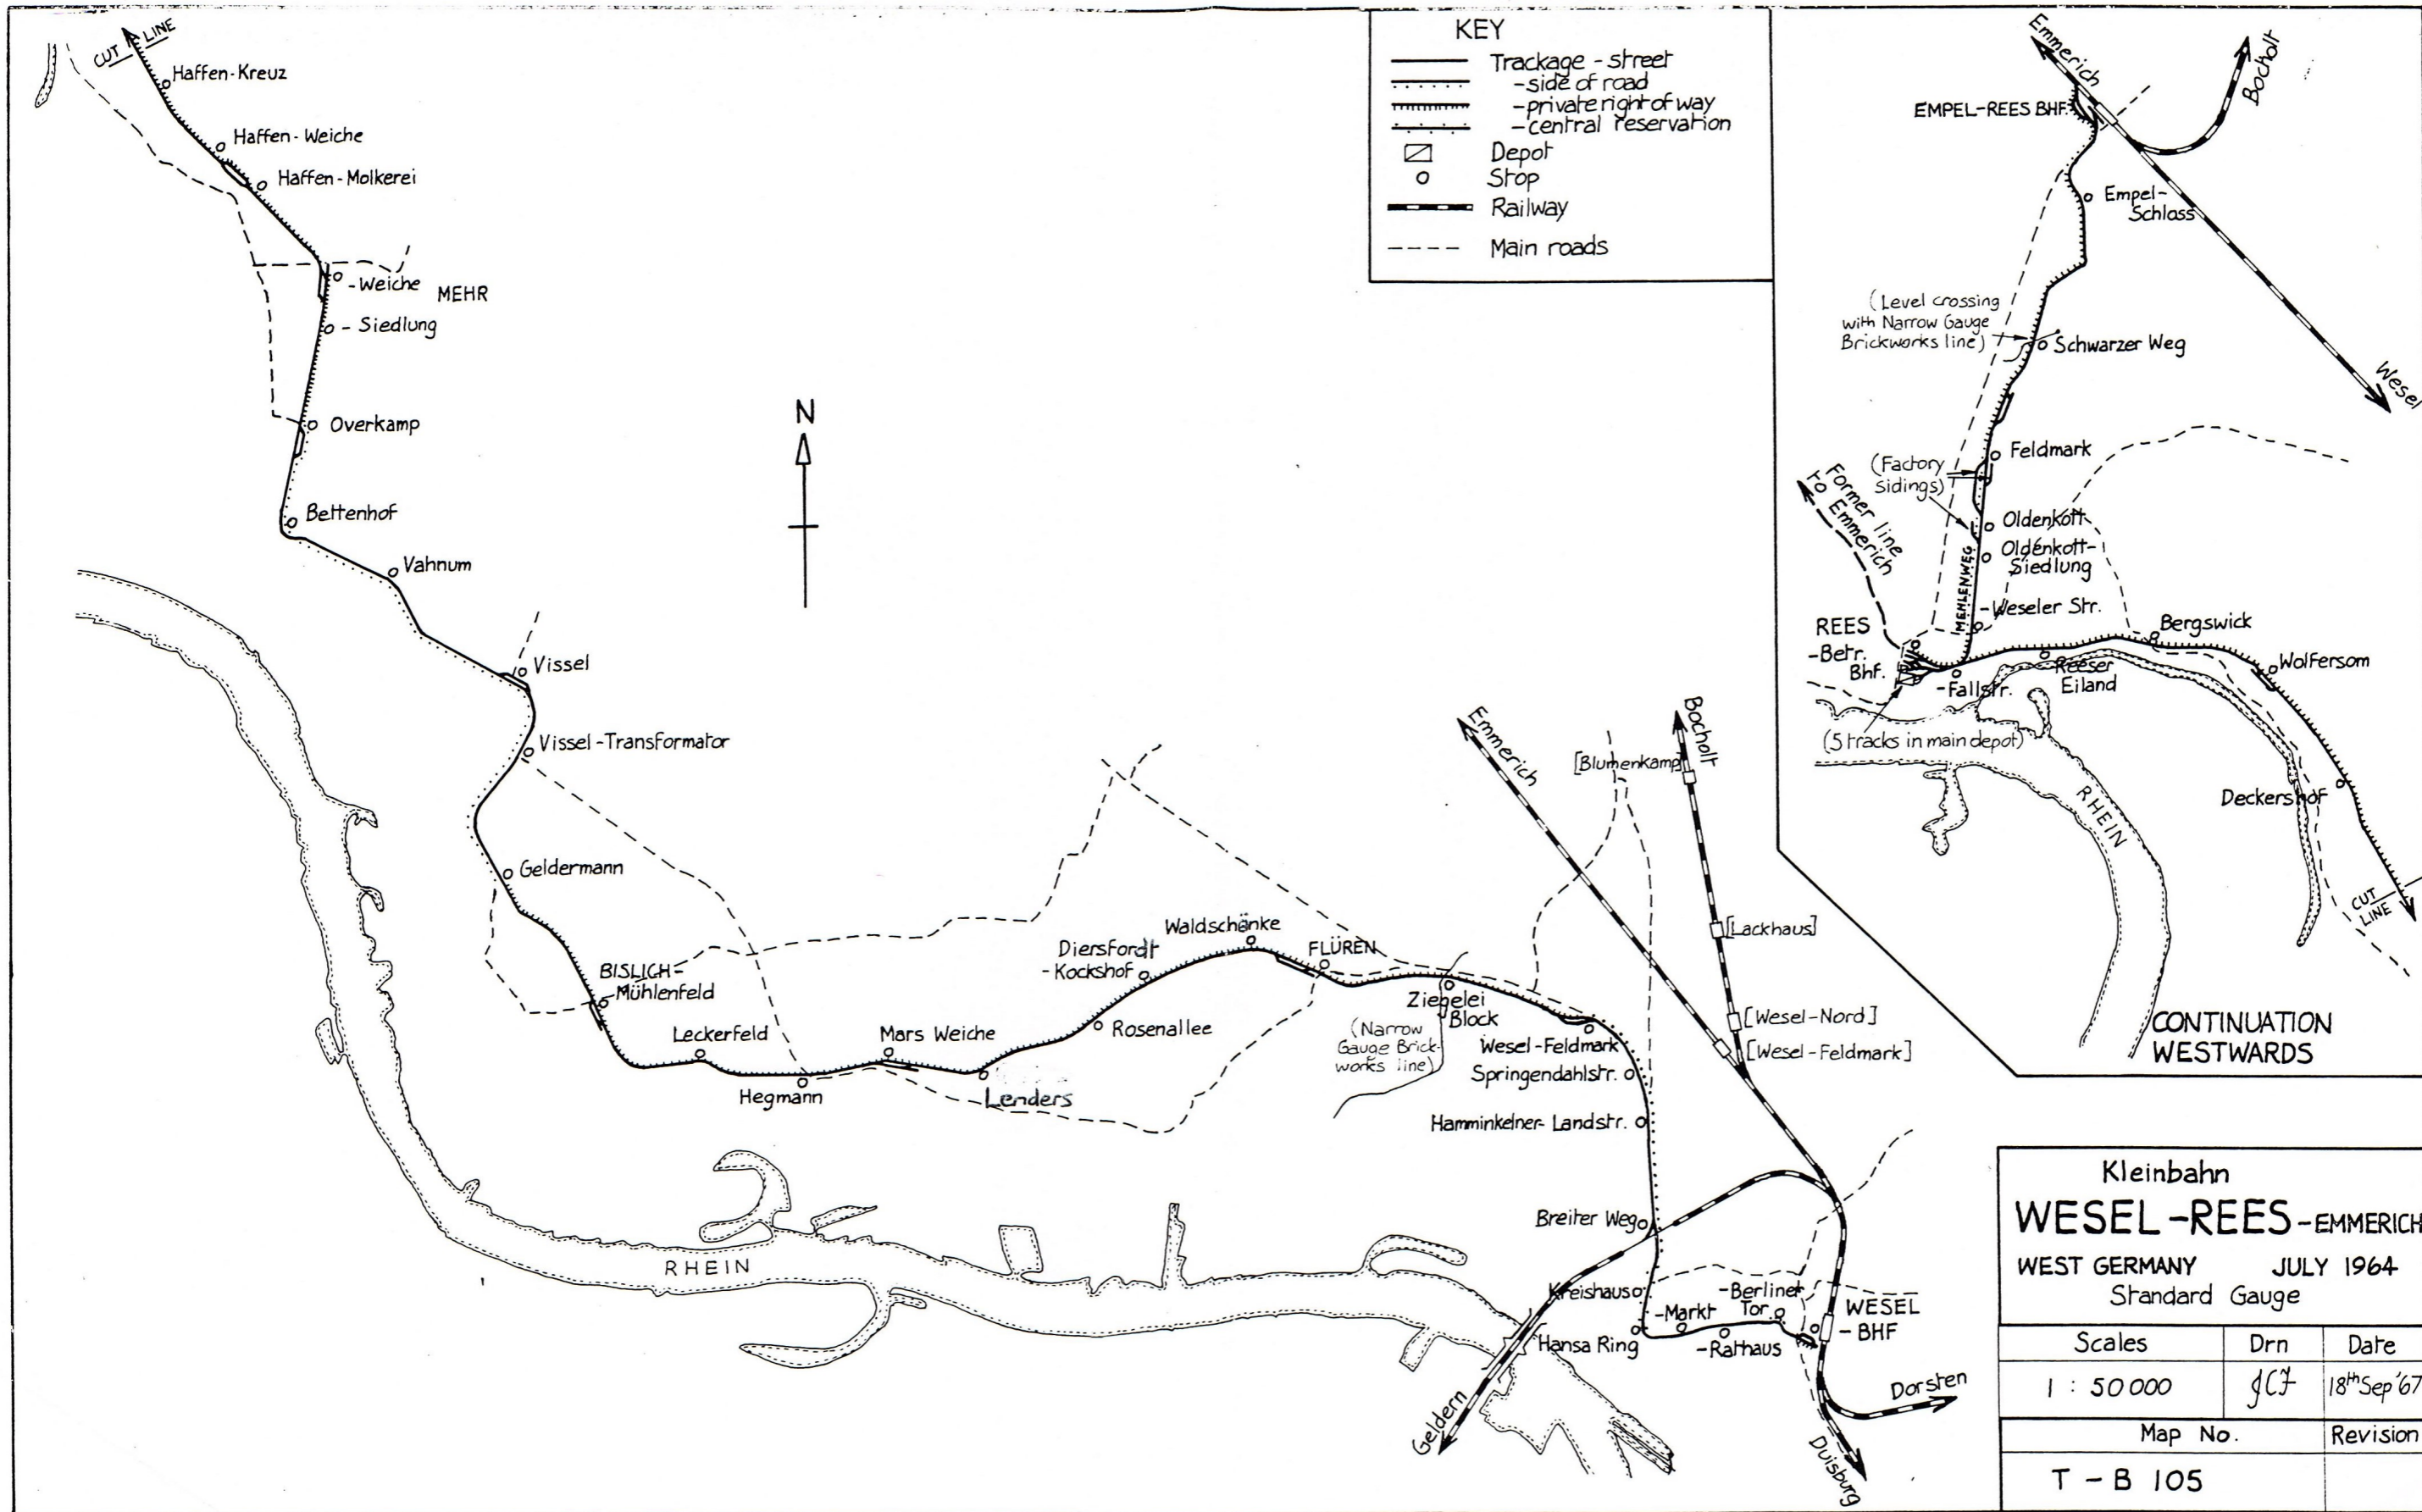 CUT LINE
Haffen-Kreuz
Haffen-Weiche
Haffen-Molkerei
-Weiche
MEHR
-Siedlung
Overkamp
Bettenhof
Vahnum
Vissel
Vissel-Transformator
Geldermann
BISLICH-
Mühlenfeld
Leckerfeld
Hegmann
Mars Weiche
Lenders
Rosenallee
Diersfordt
-Kockshof
Waldschänke
FLÜREN
Ziegelei
Block
(Narrow
Gauge Brick-
works line)
Wesel-Feldmark
Springendahlstr.
Hamminkelner-Landstr.
Breiter Weg
Kreishaus
Hansa Ring
-Markt
-Rathaus
-Berliner
Tor
WESEL
-BHF
RHEIN
N
Emmerich
Bocholt
[Blumenkamp]
[Lackhaus]
[Wesel-Nord]
[Wesel-Feldmark]
Geldern
Dorsten
Duisburg
KEY
Trackage - street
-side of road
-private right of way
-central reservation
Depot
Stop
Railway
Main roads
Emmerich
Bocholt
EMPEL-REES BHF.
Empel-
Schloss
Wesel
(Level crossing
with Narrow Gauge
Brickworks line)
Schwarzer Weg
Feldmark
(Factory
Sidings)
Oldenkott
Oldenkott-
Siedlung
Former line
to Emmerich
MEHLENWEG
-Weseler Str.
REES
-Betr.
Bhf.
-Fallstr.
Reeser
Eiland
Bergswick
Wolfersom
(5 tracks in main depot)
Deckershof
RHEIN
CUT
LINE
CONTINUATION
WESTWARDS
Kleinbahn
WESEL-REES-EMMERICH
WEST GERMANY JULY 1964
Standard Gauge
Scales Drn Date
1 : 50 000 JCF 18th Sep '67
Map No. Revision
T - B 105